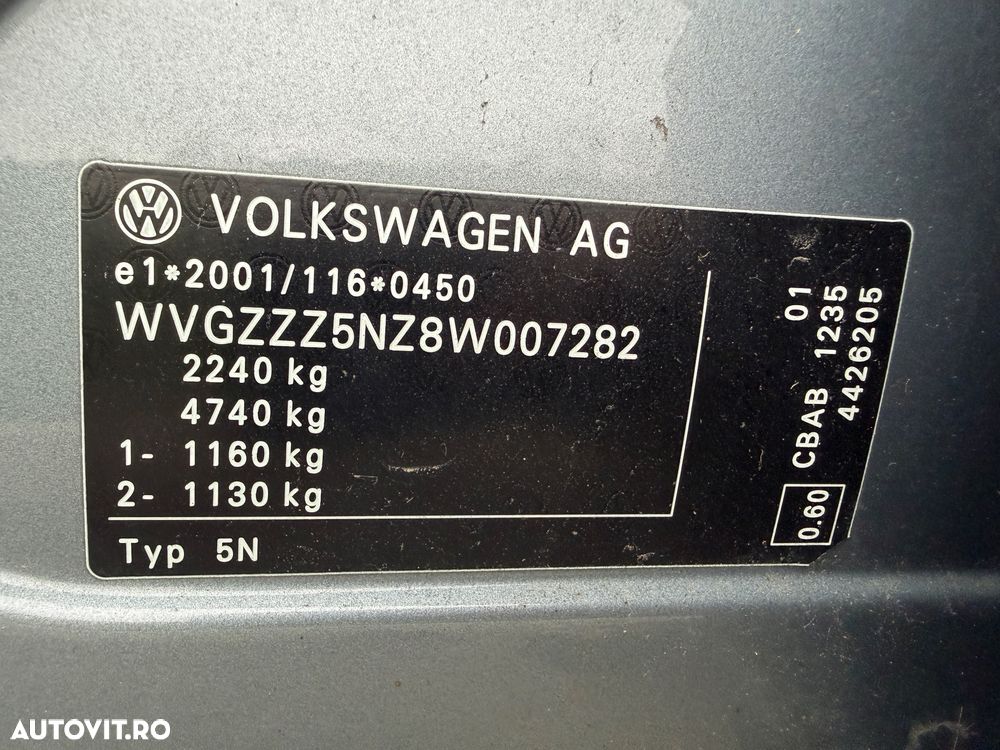 VOLKSWAGEN AG
e1*2001/116*0450
WVGZZZ5NZ8W007282
2240 kg
4740 kg
1- 1160 kg
2- 1130 kg
Typ 5N
01
CBAB 1235
4426205
0.60
AUTOVIT.RO